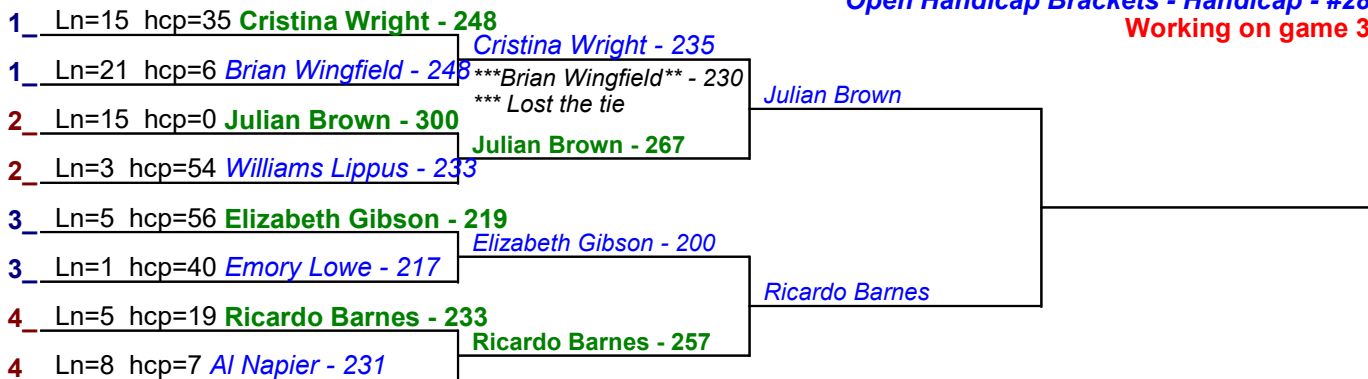 Open Handicap Brackets - Handicap - #28
Working on game 3
1_ Ln=15 hcp=35 Cristina Wright - 248
Cristina Wright - 235
1_ Ln=21 hcp=6 Brian Wingfield - 248
***Brian Wingfield** - 230
*** Lost the tie
Julian Brown
2_ Ln=15 hcp=0 Julian Brown - 300
Julian Brown - 267
2_ Ln=3 hcp=54 Williams Lippus - 233
3_ Ln=5 hcp=56 Elizabeth Gibson - 219
Elizabeth Gibson - 200
3_ Ln=1 hcp=40 Emory Lowe - 217
Ricardo Barnes
4_ Ln=5 hcp=19 Ricardo Barnes - 233
Ricardo Barnes - 257
4 Ln=8 hcp=7 Al Napier - 231